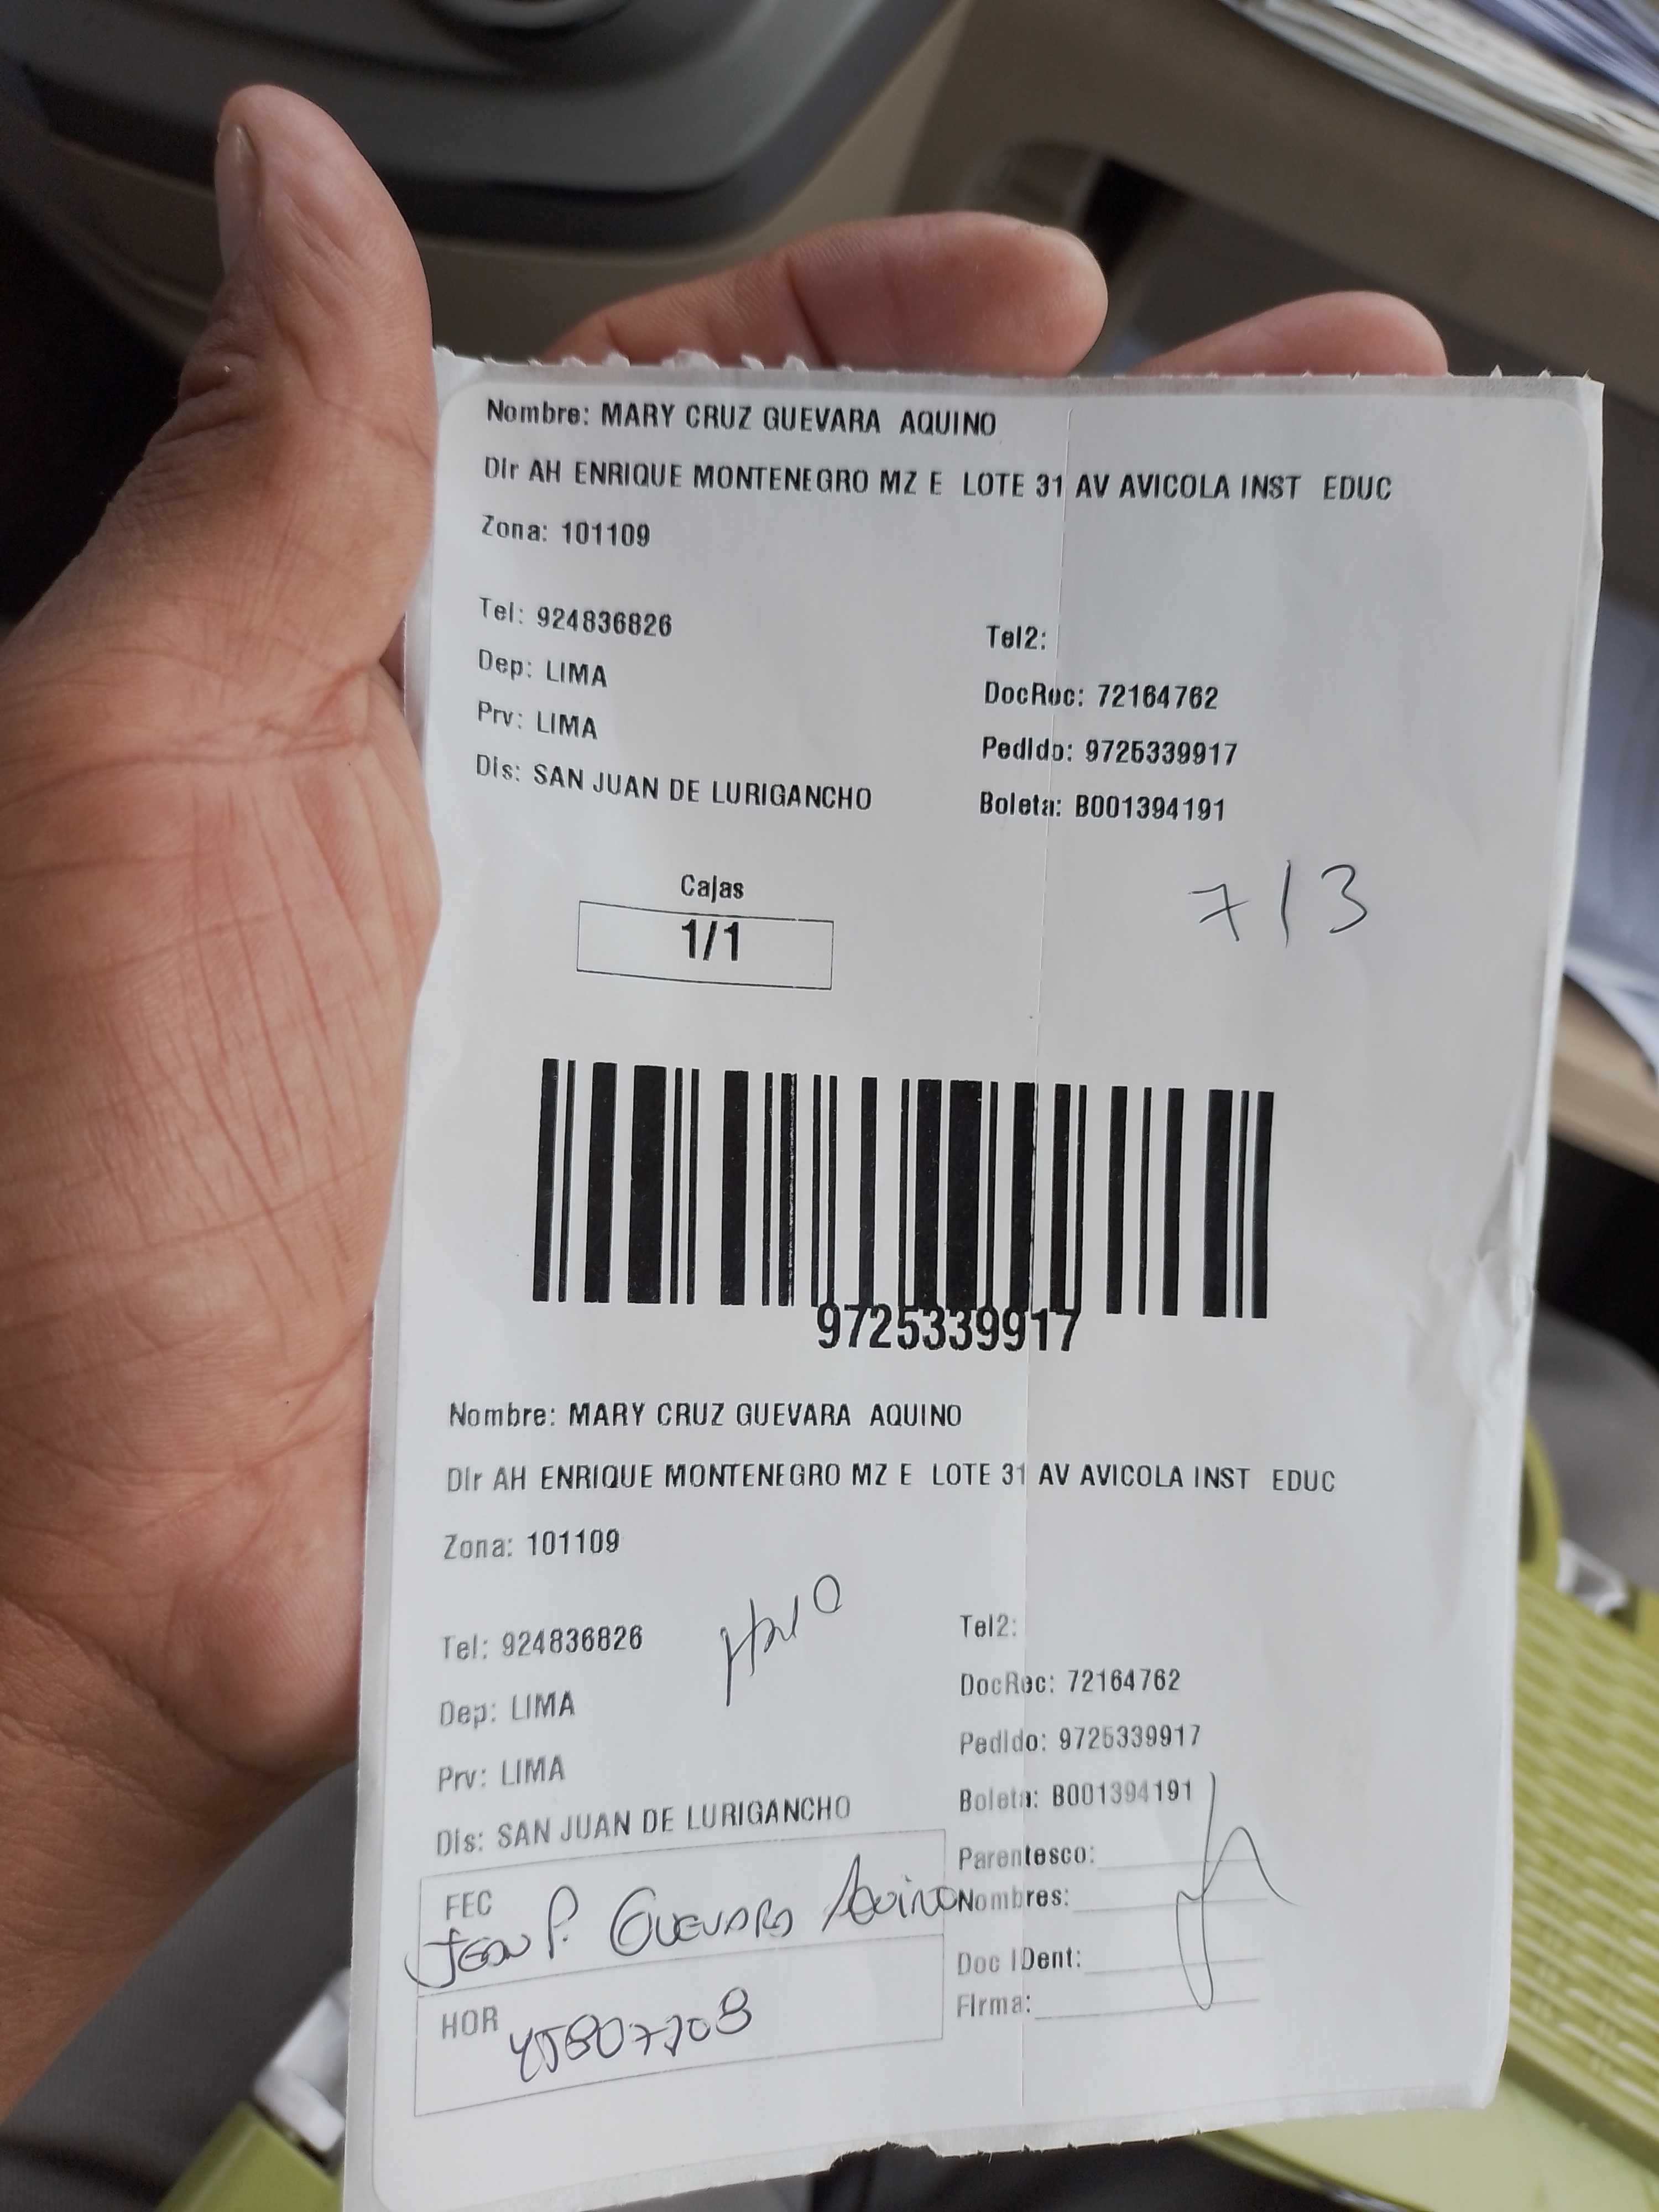 Nombre: MARY CRUZ GUEVARA AQUINO
Dir AH ENRIQUE MONTENEGRO MZ E LOTE 31 AV AVICOLA INST EDUC
Zona: 101109
Tel: 924836826
Tel2:
Dep: LIMA
DocRec: 72164762
Prv: LIMA
Pedido: 9725339917
Dis: SAN JUAN DE LURIGANCHO
Boleta: B001394191
7/3
Cajas
1/1
9725339917
Nombre: MARY CRUZ GUEVARA AQUINO
Dir AH ENRIQUE MONTENEGRO MZ E LOTE 31 AV AVICOLA INST EDUC
Zona: 101109
Tel: 924836826
Tel2:
Dep: LIMA
DocRec: 72164762
Prv: LIMA
Pedido: 9725339917
Dis: SAN JUAN DE LURIGANCHO
Boleta: B001394191
Parentesco:
FEC
Jean P. Guevara Aquino
Nombres:
Doc IDent:
HOR
Firma: